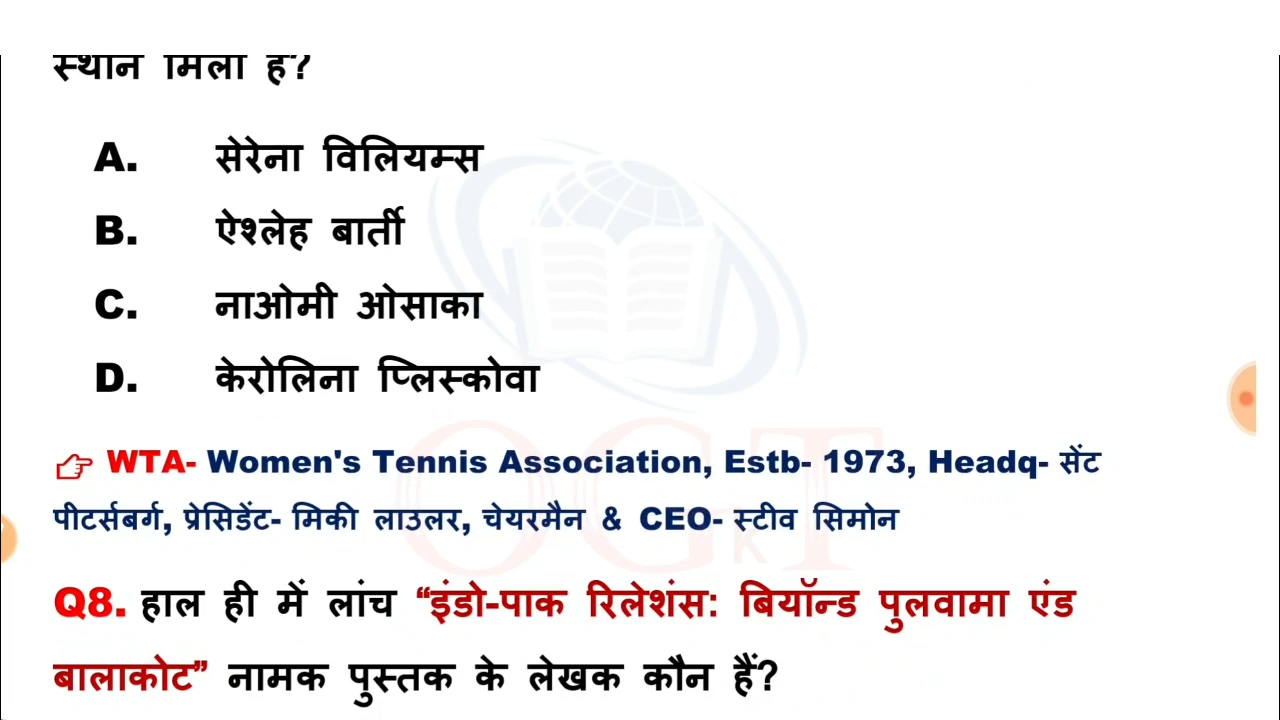 स्थान मिला है?
A. सेरेना विलियम्स
B. ऐश्लेह बार्ती
C. नाओमी ओसाका
D. केरोलिना प्लिस्कोवा
WTA- Women's Tennis Association, Estb- 1973, Headq- सेंट
पीटर्सबर्ग, प्रेसिडेंट- मिकी लाउलर, चेयरमैन & CEO- स्टीव सिमोन
OGKT
Q8. हाल ही में लांच “इंडो-पाक रिलेशंस: बियॉन्ड पुलवामा एंड
बालाकोट” नामक पुस्तक के लेखक कौन हैं?